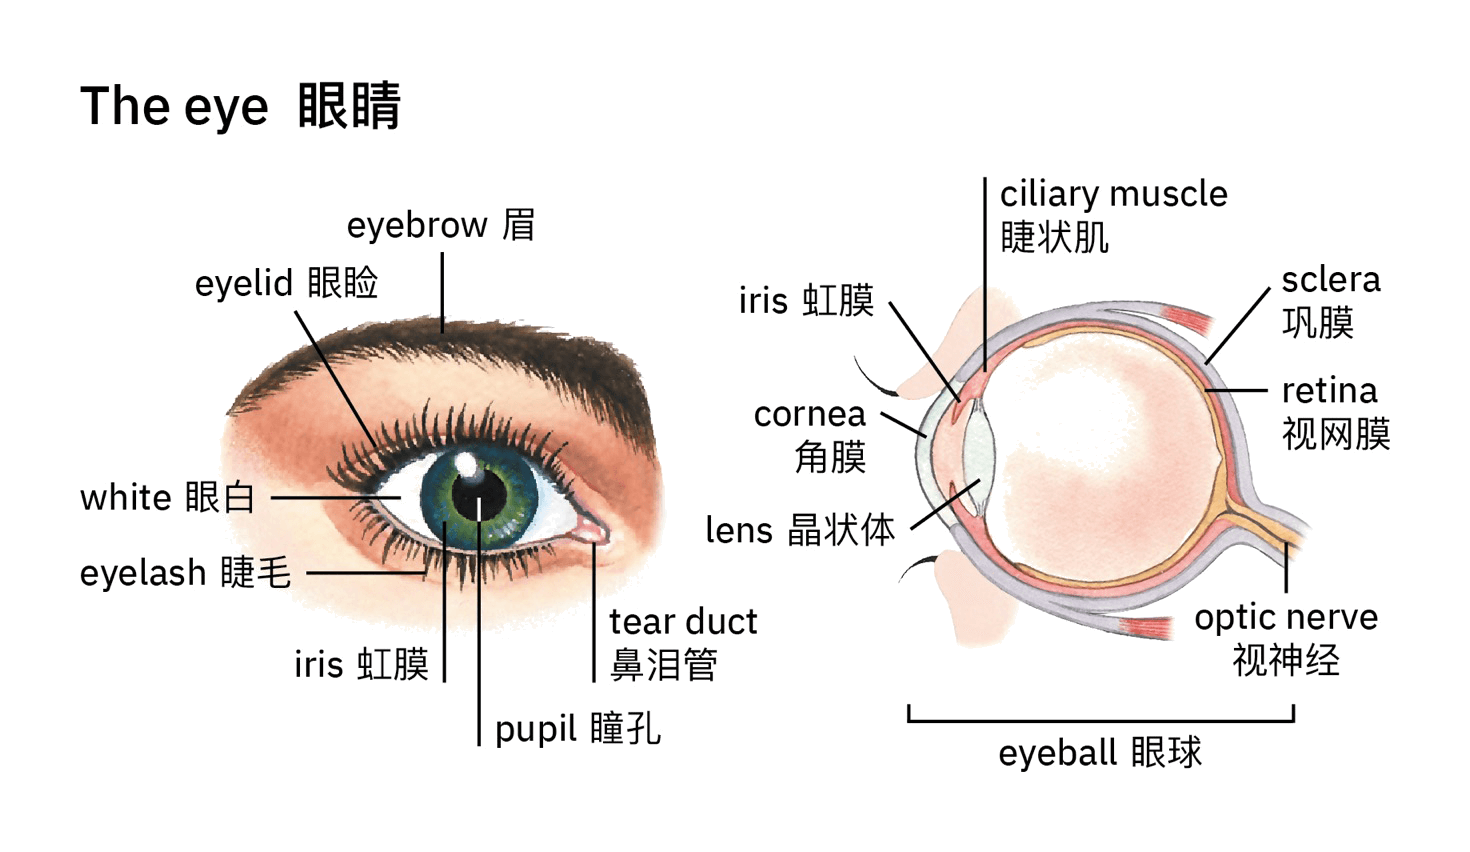 The eye 眼睛
eyebrow 眉
eyelid 眼睑
white 眼白
eyelash 睫毛
iris 虹膜
pupil 瞳孔
tear duct
鼻泪管
ciliary muscle
睫状肌
iris 虹膜
cornea
角膜
lens 晶状体
sclera
巩膜
retina
视网膜
optic nerve
视神经
eyeball 眼球